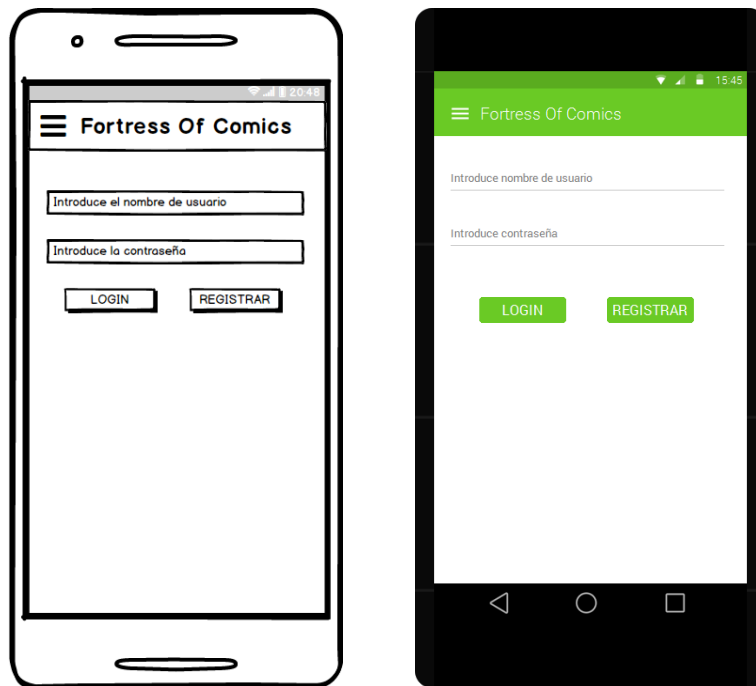 20:48
Fortress Of Comics
Introduce el nombre de usuario
Introduce la contraseña
LOGIN REGISTRAR
15:45
Fortress Of Comics
Introduce nombre de usuario
Introduce contraseña
LOGIN REGISTRAR